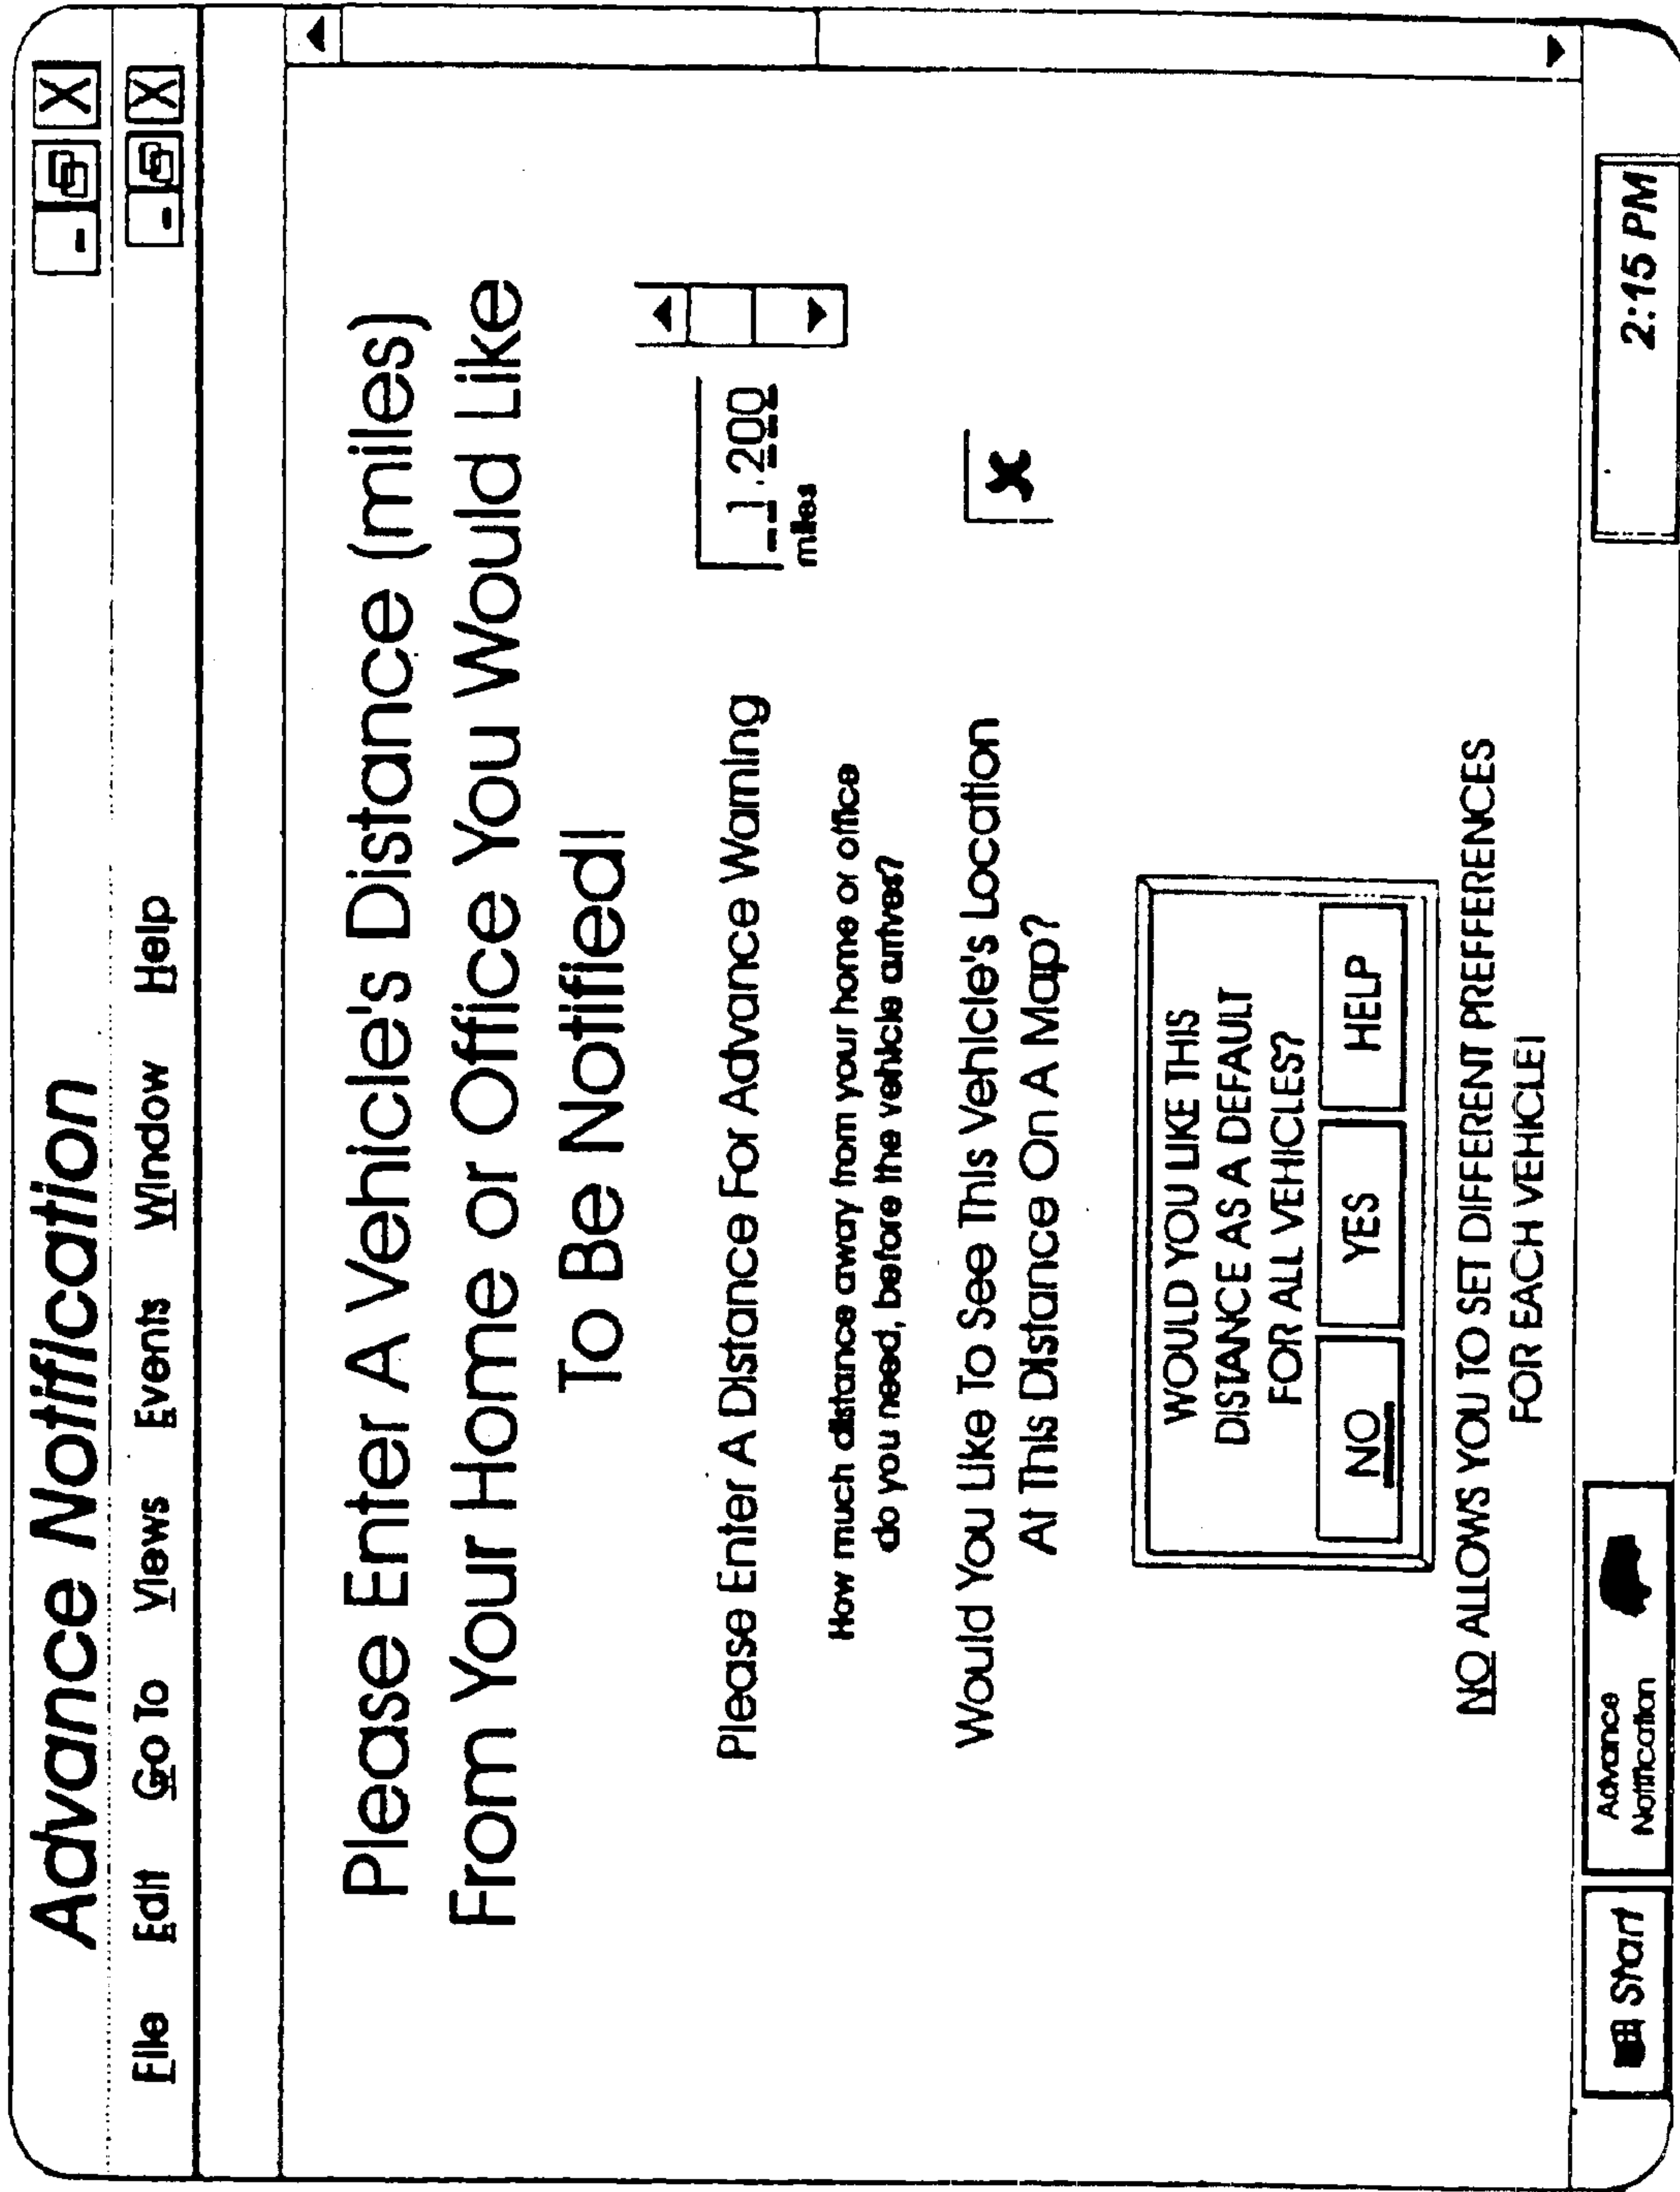 Advance Notification
File Edit Go To Views Events Window Help
Please Enter A Vehicle's Distance (miles)
From Your Home or Office You Would Like
To Be Notified!
Please Enter A Distance For Advance Warning
1.200
miles
How much distance away from your home or office
do you need, before the vehicle arrives?
Would You Like To See This Vehicle's Location
At This Distance On A Map?
X
WOULD YOU LIKE THIS
DISTANCE AS A DEFAULT
FOR ALL VEHICLES?
NO YES HELP
NO ALLOWS YOU TO SET DIFFERENT PREFFERENCES
FOR EACH VEHICLE!
Start
Advance
Notification
2:15 PM